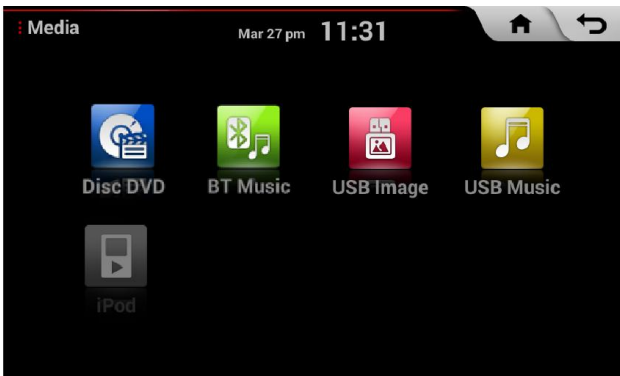 Media
Mar 27 pm 11:31
Disc DVD
BT Music
USB Image
USB Music
iPod